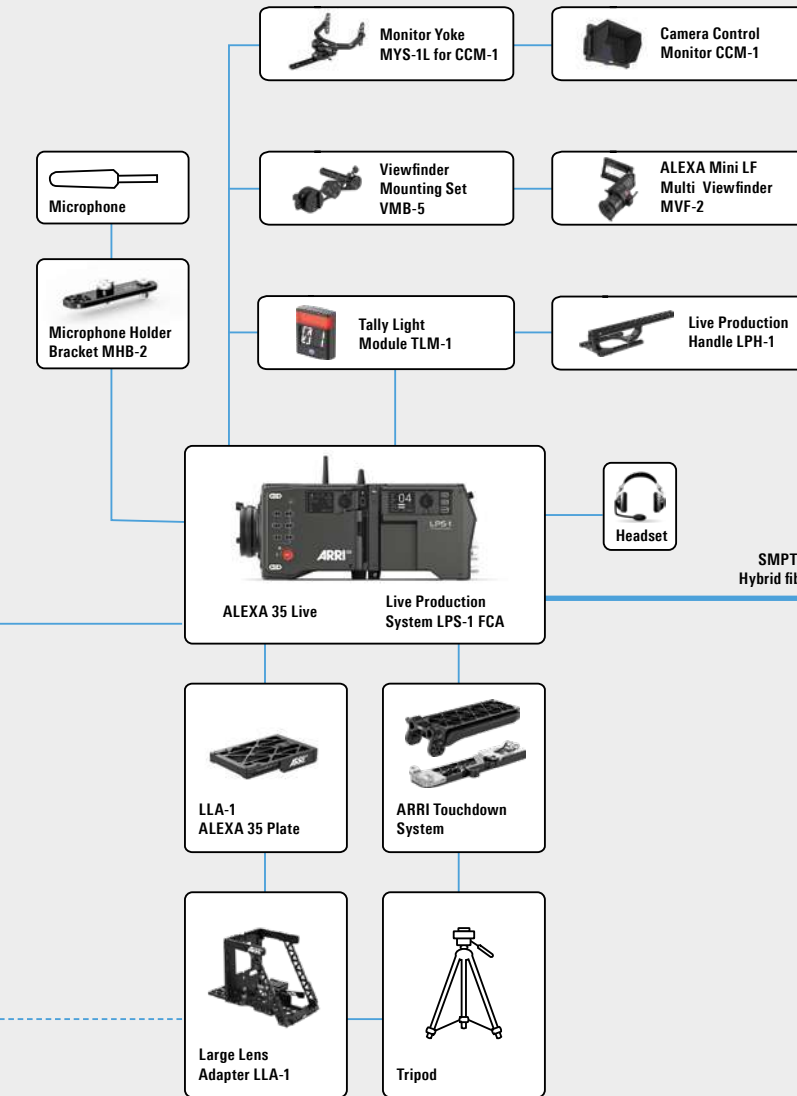 Monitor Yoke
MYS-1L for CCM-1
Camera Control
Monitor CCM-1
Microphone
Viewfinder
Mounting Set
VMB-5
ALEXA Mini LF
Multi Viewfinder
MVF-2
Microphone Holder
Bracket MHB-2
Tally Light
Module TLM-1
Live Production
Handle LPH-1
04
LPS-1
ARRI
ALEXA 35 Live
Live Production
System LPS-1 FCA
Headset
SMPT
Hybrid fib
ARRI
LLA-1
ALEXA 35 Plate
ARRI Touchdown
System
ARRI
Large Lens
Adapter LLA-1
Tripod